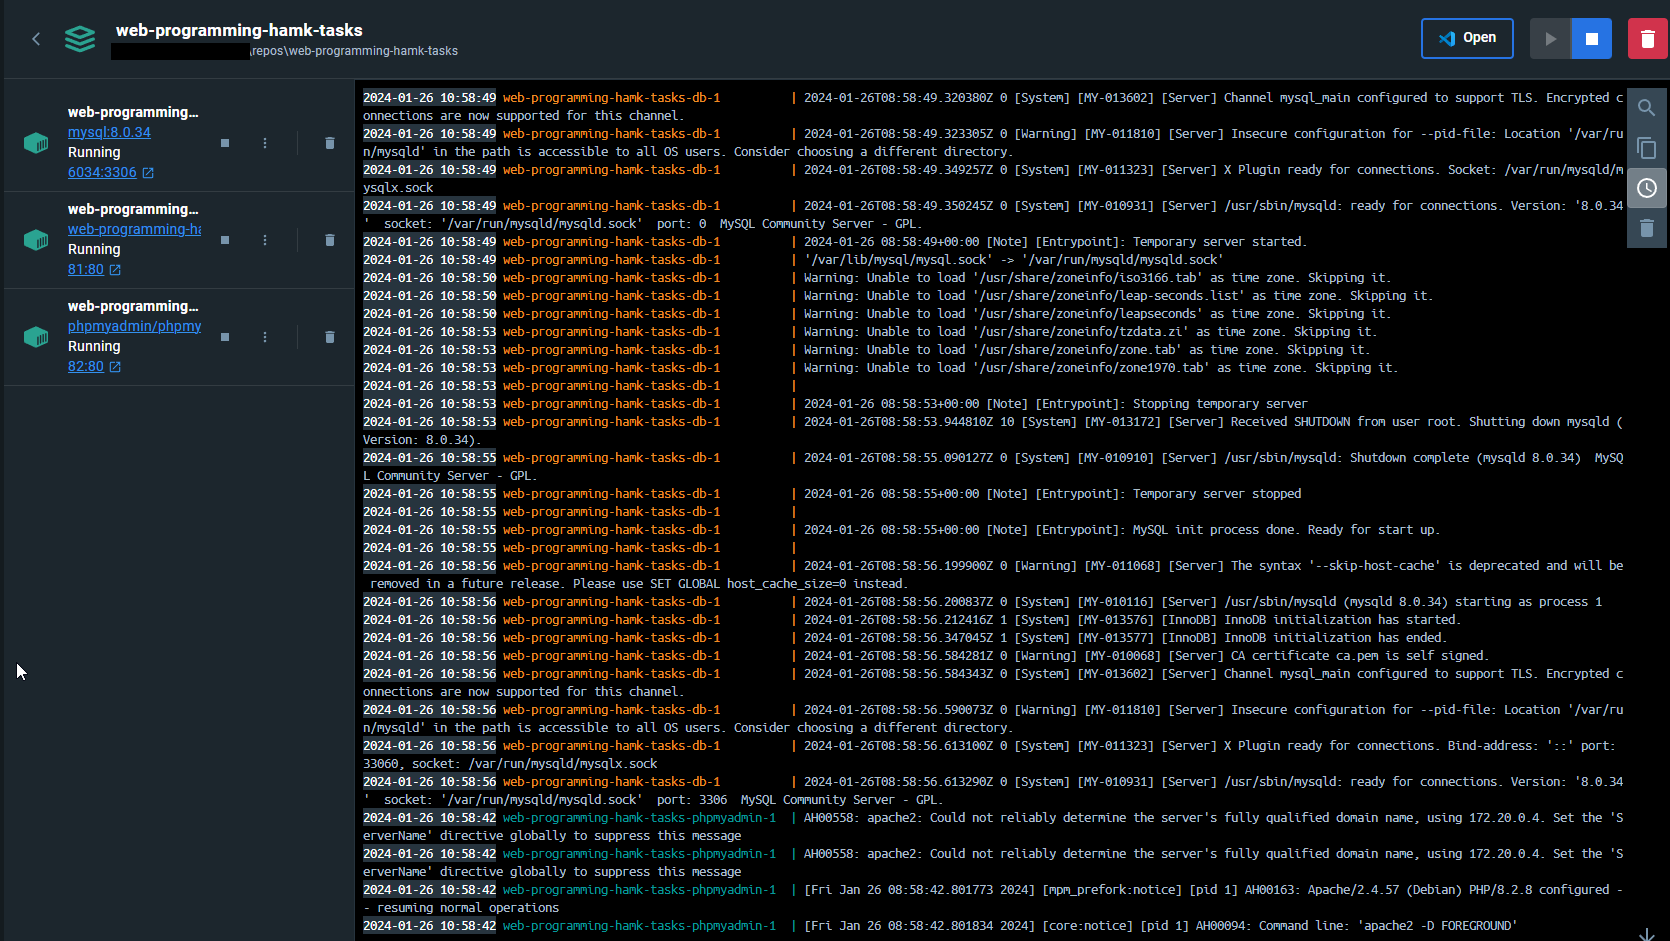 web-programming-hamk-tasks
\repos\web-programming-hamk-tasks
Open
web-programming...
mysql:8.0.34
Running
6034:3306
web-programming...
web-programming-ha
Running
81:80
web-programming...
phpmyadmin/phpmy
Running
82:80
2024-01-26 10:58:49 web-programming-hamk-tasks-db-1 | 2024-01-26T08:58:49.320380Z 0 [System] [MY-013602] [Server] Channel mysql_main configured to support TLS. Encrypted c
onnections are now supported for this channel.
2024-01-26 10:58:49 web-programming-hamk-tasks-db-1 | 2024-01-26T08:58:49.323305Z 0 [Warning] [MY-011810] [Server] Insecure configuration for --pid-file: Location '/var/ru
n/mysqld' in the path is accessible to all OS users. Consider choosing a different directory.
2024-01-26 10:58:49 web-programming-hamk-tasks-db-1 | 2024-01-26T08:58:49.349257Z 0 [System] [MY-011323] [Server] X Plugin ready for connections. Socket: /var/run/mysqld/m
ysqlx.sock
2024-01-26 10:58:49 web-programming-hamk-tasks-db-1 | 2024-01-26T08:58:49.350245Z 0 [System] [MY-010931] [Server] /usr/sbin/mysqld: ready for connections. Version: '8.0.34
' socket: '/var/run/mysqld/mysqld.sock' port: 0 MySQL Community Server - GPL.
2024-01-26 10:58:49 web-programming-hamk-tasks-db-1 | 2024-01-26 08:58:49+00:00 [Note] [Entrypoint]: Temporary server started.
2024-01-26 10:58:49 web-programming-hamk-tasks-db-1 | '/var/lib/mysql/mysql.sock' -> '/var/run/mysqld/mysqld.sock'
2024-01-26 10:58:50 web-programming-hamk-tasks-db-1 | Warning: Unable to load '/usr/share/zoneinfo/iso3166.tab' as time zone. Skipping it.
2024-01-26 10:58:50 web-programming-hamk-tasks-db-1 | Warning: Unable to load '/usr/share/zoneinfo/leap-seconds.list' as time zone. Skipping it.
2024-01-26 10:58:50 web-programming-hamk-tasks-db-1 | Warning: Unable to load '/usr/share/zoneinfo/leapseconds' as time zone. Skipping it.
2024-01-26 10:58:53 web-programming-hamk-tasks-db-1 | Warning: Unable to load '/usr/share/zoneinfo/tzdata.zi' as time zone. Skipping it.
2024-01-26 10:58:53 web-programming-hamk-tasks-db-1 | Warning: Unable to load '/usr/share/zoneinfo/zone.tab' as time zone. Skipping it.
2024-01-26 10:58:53 web-programming-hamk-tasks-db-1 | Warning: Unable to load '/usr/share/zoneinfo/zone1970.tab' as time zone. Skipping it.
2024-01-26 10:58:53 web-programming-hamk-tasks-db-1 |
2024-01-26 10:58:53 web-programming-hamk-tasks-db-1 | 2024-01-26 08:58:53+00:00 [Note] [Entrypoint]: Stopping temporary server
2024-01-26 10:58:53 web-programming-hamk-tasks-db-1 | 2024-01-26T08:58:53.944810Z 10 [System] [MY-013172] [Server] Received SHUTDOWN from user root. Shutting down mysqld (
Version: 8.0.34).
2024-01-26 10:58:55 web-programming-hamk-tasks-db-1 | 2024-01-26T08:58:55.090127Z 0 [System] [MY-010910] [Server] /usr/sbin/mysqld: Shutdown complete (mysqld 8.0.34) MySQ
L Community Server - GPL.
2024-01-26 10:58:55 web-programming-hamk-tasks-db-1 | 2024-01-26 08:58:55+00:00 [Note] [Entrypoint]: Temporary server stopped
2024-01-26 10:58:55 web-programming-hamk-tasks-db-1 |
2024-01-26 10:58:55 web-programming-hamk-tasks-db-1 | 2024-01-26 08:58:55+00:00 [Note] [Entrypoint]: MySQL init process done. Ready for start up.
2024-01-26 10:58:55 web-programming-hamk-tasks-db-1 |
2024-01-26 10:58:56 web-programming-hamk-tasks-db-1 | 2024-01-26T08:58:56.199900Z 0 [Warning] [MY-011068] [Server] The syntax '--skip-host-cache' is deprecated and will be
removed in a future release. Please use SET GLOBAL host_cache_size=0 instead.
2024-01-26 10:58:56 web-programming-hamk-tasks-db-1 | 2024-01-26T08:58:56.200837Z 0 [System] [MY-010116] [Server] /usr/sbin/mysqld (mysqld 8.0.34) starting as process 1
2024-01-26 10:58:56 web-programming-hamk-tasks-db-1 | 2024-01-26T08:58:56.212416Z 1 [System] [MY-013576] [InnoDB] InnoDB initialization has started.
2024-01-26 10:58:56 web-programming-hamk-tasks-db-1 | 2024-01-26T08:58:56.347045Z 1 [System] [MY-013577] [InnoDB] InnoDB initialization has ended.
2024-01-26 10:58:56 web-programming-hamk-tasks-db-1 | 2024-01-26T08:58:56.584281Z 0 [Warning] [MY-010068] [Server] CA certificate ca.pem is self signed.
2024-01-26 10:58:56 web-programming-hamk-tasks-db-1 | 2024-01-26T08:58:56.584343Z 0 [System] [MY-013602] [Server] Channel mysql_main configured to support TLS. Encrypted c
onnections are now supported for this channel.
2024-01-26 10:58:56 web-programming-hamk-tasks-db-1 | 2024-01-26T08:58:56.590073Z 0 [Warning] [MY-011810] [Server] Insecure configuration for --pid-file: Location '/var/ru
n/mysqld' in the path is accessible to all OS users. Consider choosing a different directory.
2024-01-26 10:58:56 web-programming-hamk-tasks-db-1 | 2024-01-26T08:58:56.613100Z 0 [System] [MY-011323] [Server] X Plugin ready for connections. Bind-address: '::' port:
33060, socket: /var/run/mysqld/mysqlx.sock
2024-01-26 10:58:56 web-programming-hamk-tasks-db-1 | 2024-01-26T08:58:56.613290Z 0 [System] [MY-010931] [Server] /usr/sbin/mysqld: ready for connections. Version: '8.0.34
' socket: '/var/run/mysqld/mysqld.sock' port: 3306 MySQL Community Server - GPL.
2024-01-26 10:58:42 web-programming-hamk-tasks-phpmyadmin-1 | AH00558: apache2: Could not reliably determine the server's fully qualified domain name, using 172.20.0.4. Set the 'S
erverName' directive globally to suppress this message
2024-01-26 10:58:42 web-programming-hamk-tasks-phpmyadmin-1 | AH00558: apache2: Could not reliably determine the server's fully qualified domain name, using 172.20.0.4. Set the 'S
erverName' directive globally to suppress this message
2024-01-26 10:58:42 web-programming-hamk-tasks-phpmyadmin-1 | [Fri Jan 26 08:58:42.801773 2024] [mpm_prefork:notice] [pid 1] AH00163: Apache/2.4.57 (Debian) PHP/8.2.8 configured -
- resuming normal operations
2024-01-26 10:58:42 web-programming-hamk-tasks-phpmyadmin-1 | [Fri Jan 26 08:58:42.801834 2024] [core:notice] [pid 1] AH00094: Command line: 'apache2 -D FOREGROUND'